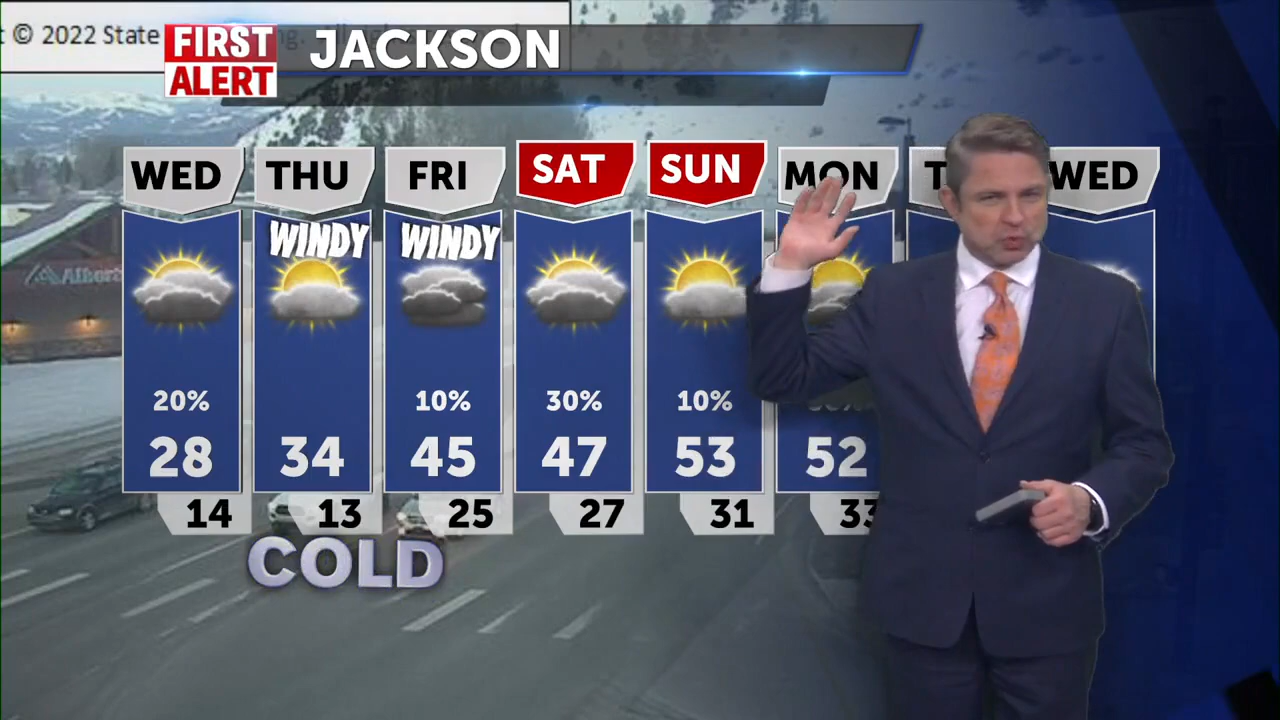 © 2022 State
FIRST
ALERT
JACKSON
WED THU FRI SAT SUN MON WED
WINDY WINDY
20% 10% 30% 10%
28 34 45 47 53 52
14 13 25 27 31 33
COLD